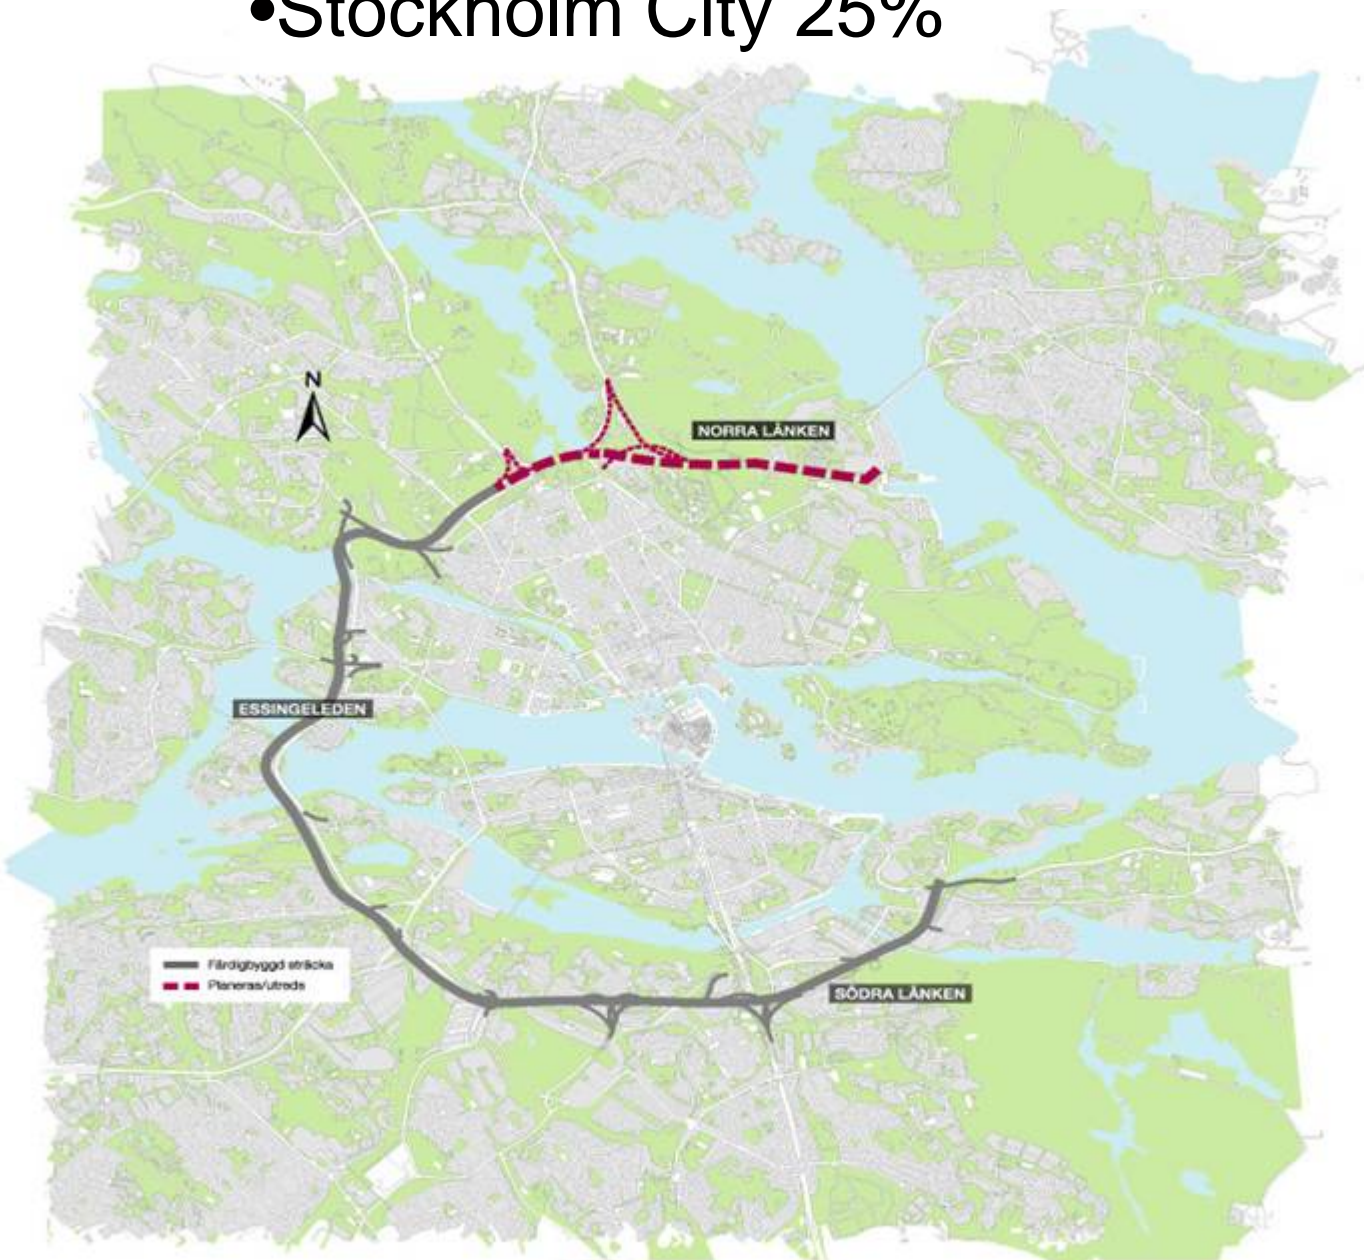 •Stockholm City 25%
N
NORRA LÄNKEN
ESSINGELEDEN
Färdigbyggd sträcka
Planeras/utreds
SÖDRA LÄNKEN